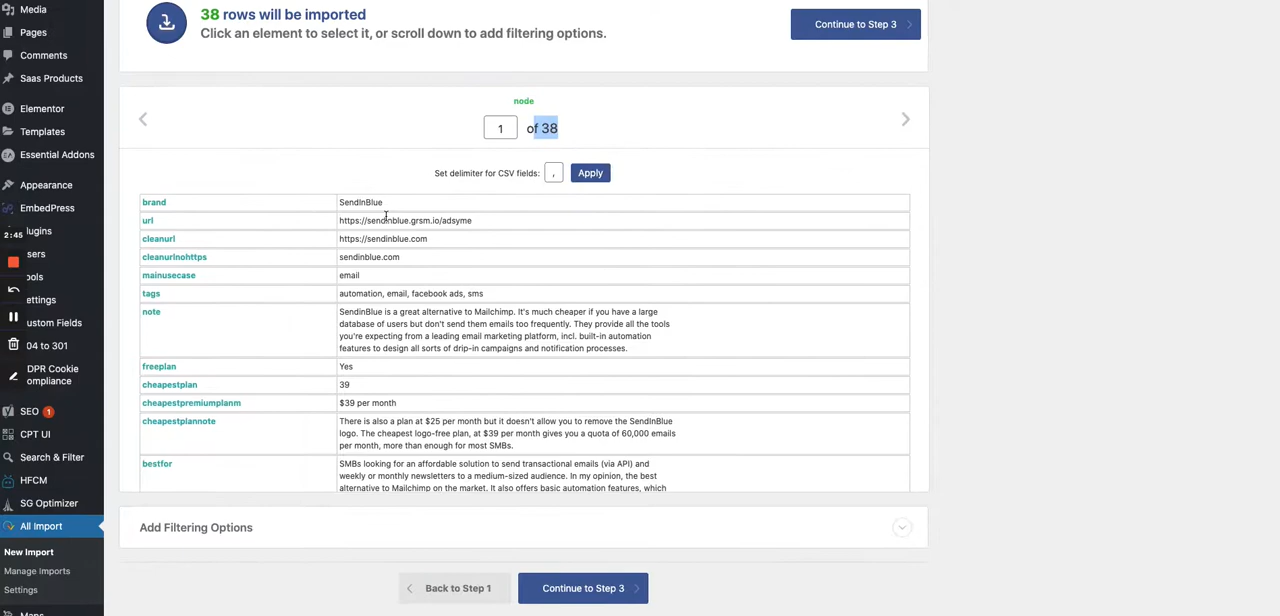 Media
Pages
Comments
Saas Products
Elementor
Templates
Essential Addons
Appearance
EmbedPress
lugins
2:45
sers
ools
ettings
ustom Fields
04 to 301
DPR Cookie
ompliance
SEO 1
CPT UI
Search & Filter
HFCM
SG Optimizer
All Import
New Import
Manage Imports
Settings
Maps
38 rows will be imported
Click an element to select it, or scroll down to add filtering options.
Continue to Step 3
node
1 of 38
Set delimiter for CSV fields: , Apply
brand SendInBlue
url https://sendinblue.grsm.io/adsyme
cleanurl https://sendinblue.com
cleanurlnohttps sendinblue.com
mainusecase email
tags automation, email, facebook ads, sms
note SendinBlue is a great alternative to Mailchimp. It's much cheaper if you have a large
database of users but don't send them emails too frequently. They provide all the tools
you're expecting from a leading email marketing platform, incl. built-in automation
features to design all sorts of drip-in campaigns and notification processes.
freeplan Yes
cheapestplan 39
cheapestpremiumplanm $39 per month
cheapestplannote There is also a plan at $25 per month but it doesn't allow you to remove the SendInBlue
logo. The cheapest logo-free plan, at $39 per month gives you a quota of 60,000 emails
per month, more than enough for most SMBs.
bestfor SMBs looking for an affordable solution to send transactional emails (via API) and
weekly or monthly newsletters to a medium-sized audience. In my opinion, the best
alternative to Mailchimp on the market. It also offers basic automation features, which
Add Filtering Options
Back to Step 1
Continue to Step 3